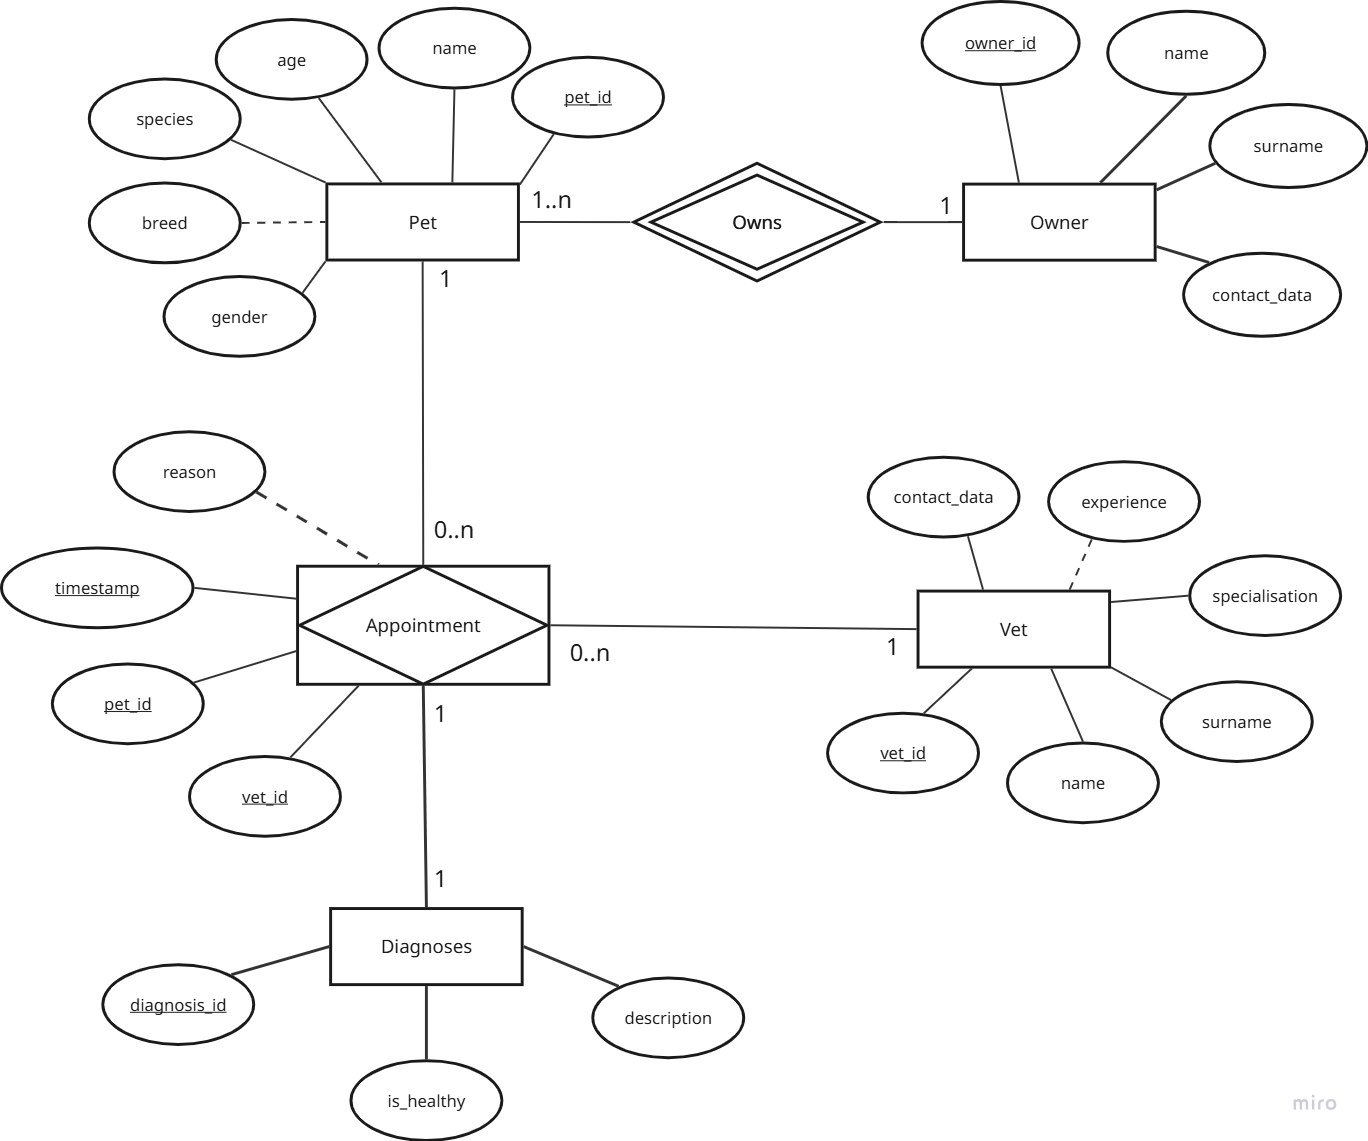 owner_id
name
name
age
pet_id
species
surname
1..n
1
breed
Pet
Owns
Owner
1
contact_data
gender
reason
contact_data
experience
0..n
timestamp
specialisation
Appointment
Vet
0..n
1
pet_id
1
surname
vet_id
name
vet_id
1
Diagnoses
diagnosis_id
description
is_healthy
miro